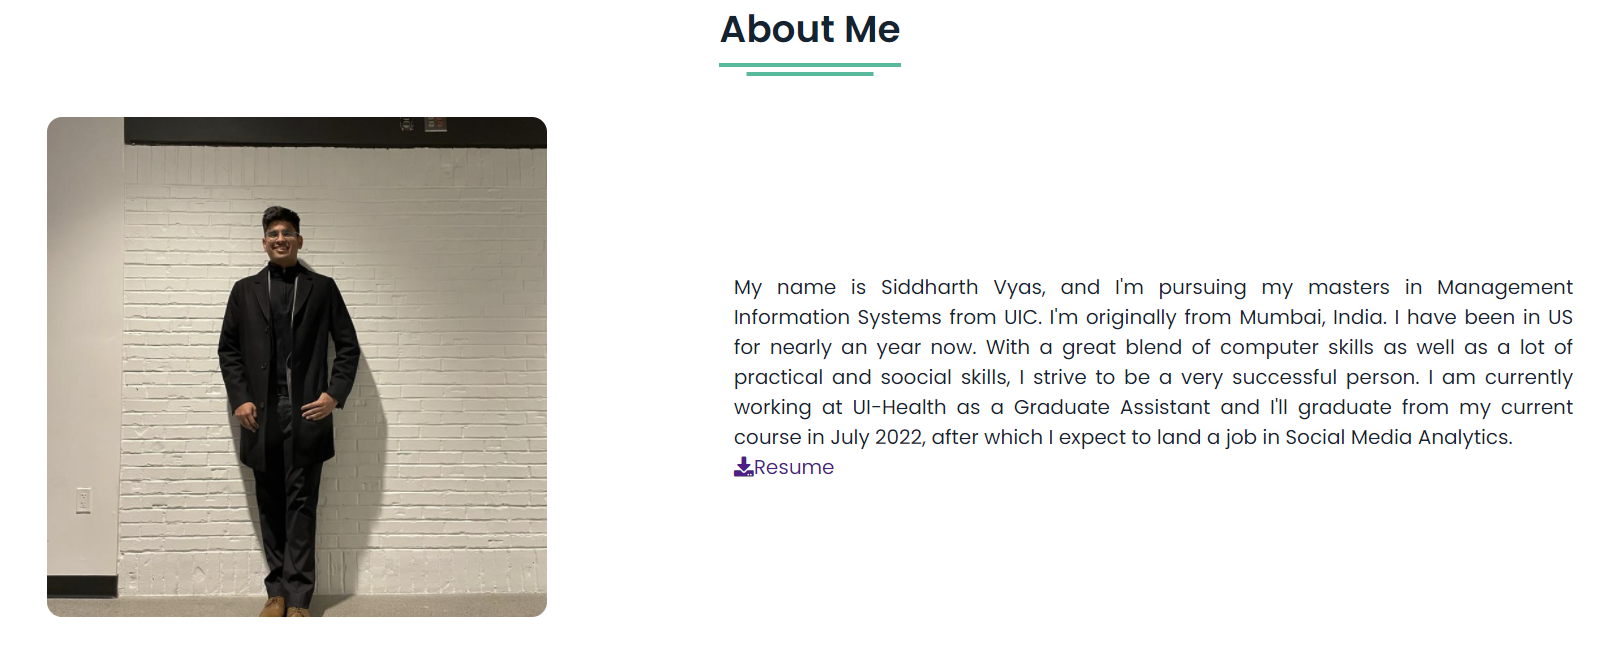 About Me
My name is Siddharth Vyas, and I'm pursuing my masters in Management
Information Systems from UIC. I'm originally from Mumbai, India. I have been in US
for nearly an year now. With a great blend of computer skills as well as a lot of
practical and soocial skills, I strive to be a very successful person. I am currently
working at UI-Health as a Graduate Assistant and I'll graduate from my current
course in July 2022, after which I expect to land a job in Social Media Analytics.
Resume